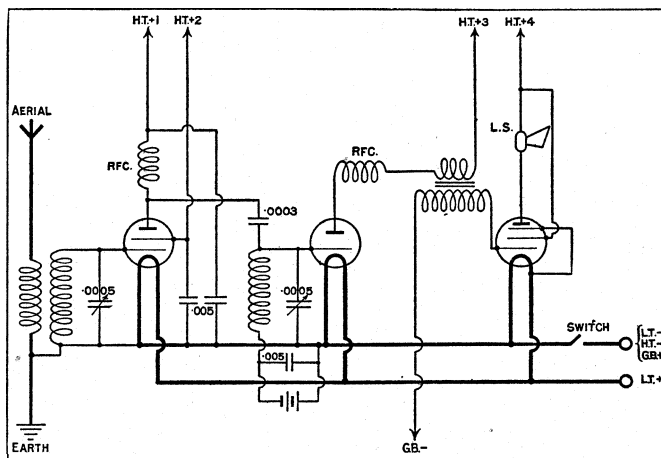 H.T.+1
H.T.+2
H.T.+3
H.T.+4
AERIAL
L.S.
RFC.
RFC.
.0003
.0005
.0005
.005
SWITCH
L.T.-
H.T.-
G.B.+
.005
L.T.+
EARTH
G.B.-